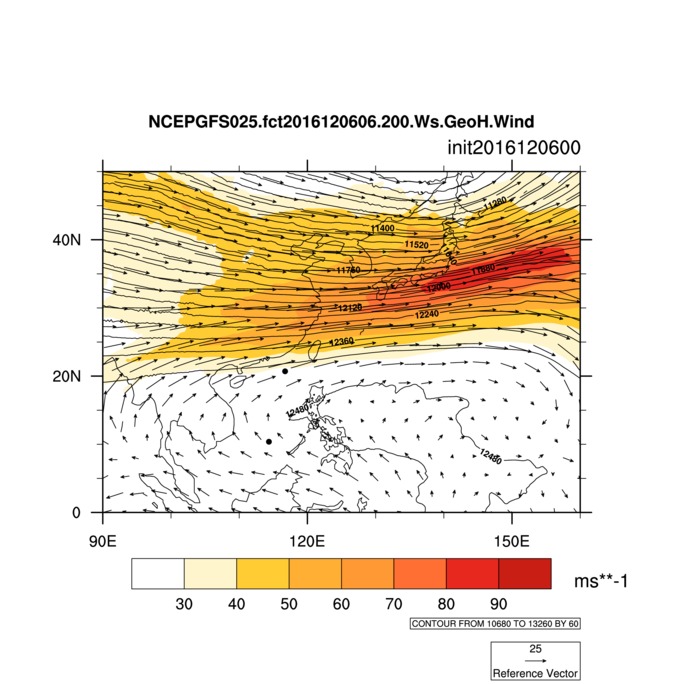 NCEPGFS025.fct2016120606.200.Ws.GeoH.Wind
init2016120600
11280
11400
40N
11520
11640
11760
11880
12000
12120
12240
12360
20N
12480
12480
0
90E 120E 150E
ms**-1
30 40 50 60 70 80 90
CONTOUR FROM 10680 TO 13260 BY 60
25
Reference Vector